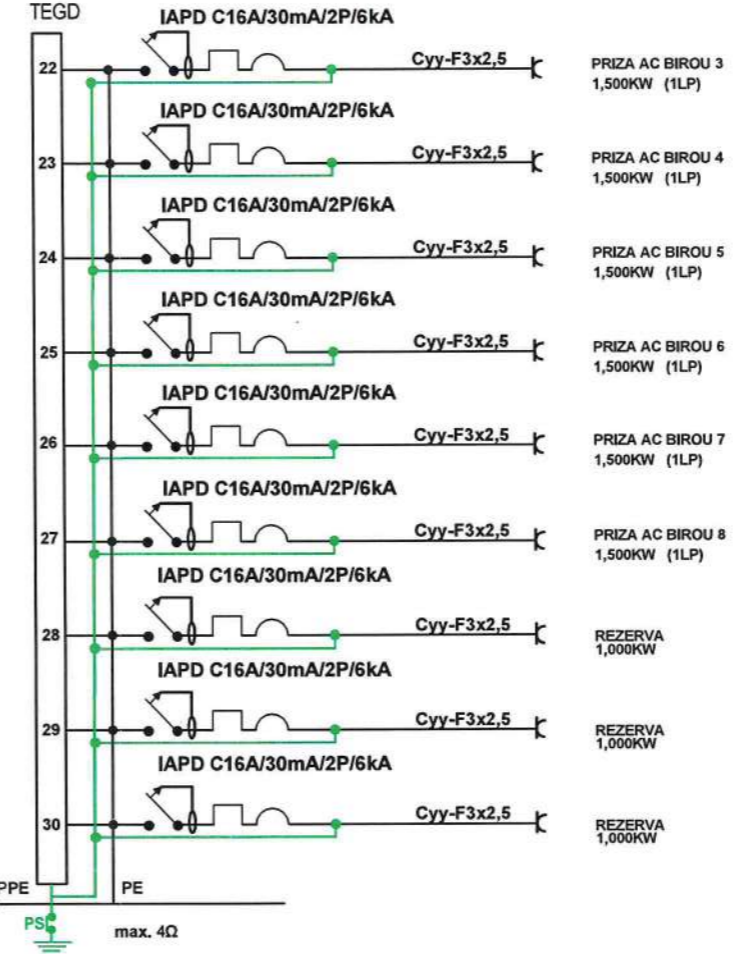 TEGD
IAPD C16A/30mA/2P/6kA
22
Cyy-F3x2,5
PRIZA AC BIROU 3
1,500KW (1LP)
IAPD C16A/30mA/2P/6kA
23
Cyy-F3x2,5
PRIZA AC BIROU 4
1,500KW (1LP)
IAPD C16A/30mA/2P/6kA
24
Cyy-F3x2,5
PRIZA AC BIROU 5
1,500KW (1LP)
IAPD C16A/30mA/2P/6kA
25
Cyy-F3x2,5
PRIZA AC BIROU 6
1,500KW (1LP)
IAPD C16A/30mA/2P/6kA
26
Cyy-F3x2,5
PRIZA AC BIROU 7
1,500KW (1LP)
IAPD C16A/30mA/2P/6kA
27
Cyy-F3x2,5
PRIZA AC BIROU 8
1,500KW (1LP)
IAPD C16A/30mA/2P/6kA
28
Cyy-F3x2,5
REZERVA
1,000KW
IAPD C16A/30mA/2P/6kA
29
Cyy-F3x2,5
REZERVA
1,000KW
IAPD C16A/30mA/2P/6kA
30
Cyy-F3x2,5
REZERVA
1,000KW
PPE
PE
max. 4Ω